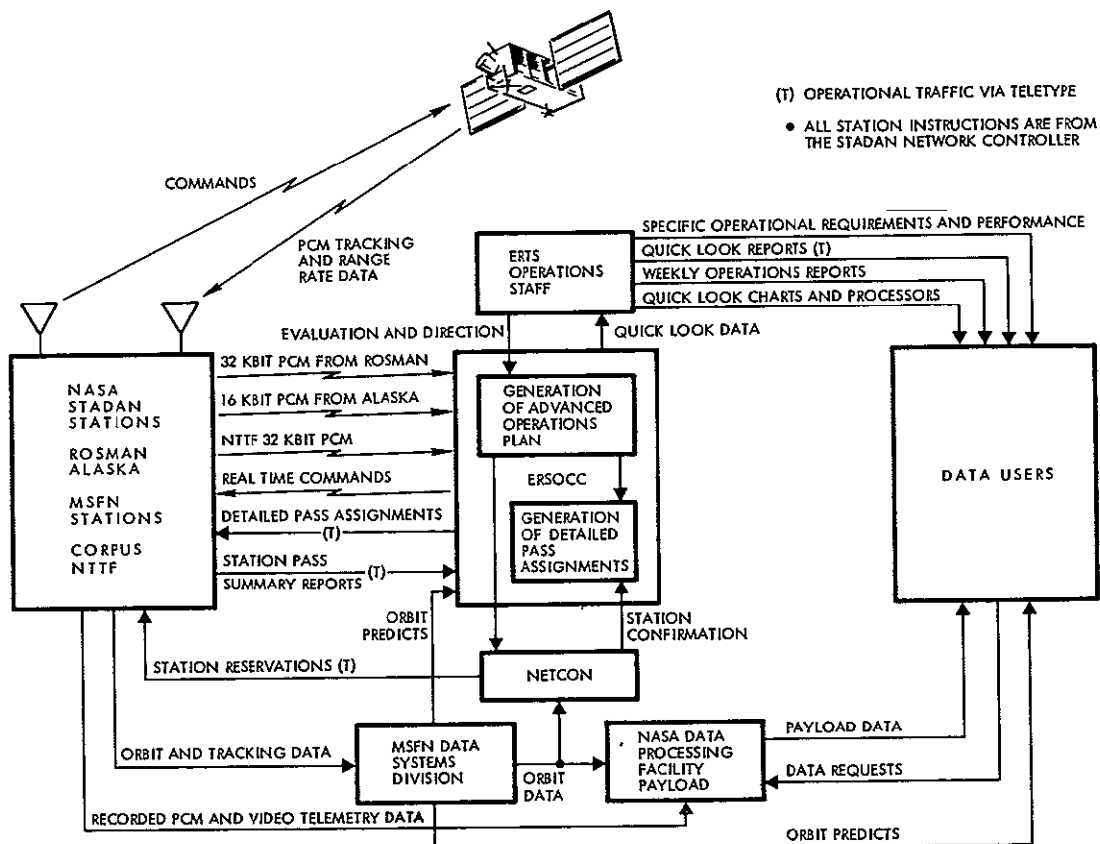 (T) OPERATIONAL TRAFFIC VIA TELETYPE
• ALL STATION INSTRUCTIONS ARE FROM
THE STADAN NETWORK CONTROLLER
COMMANDS
PCM TRACKING
AND RANGE
RATE DATA
ERTS
OPERATIONS
STAFF
SPECIFIC OPERATIONAL REQUIREMENTS AND PERFORMANCE
QUICK LOOK REPORTS (T)
WEEKLY OPERATIONS REPORTS
QUICK LOOK CHARTS AND PROCESSORS
EVALUATION AND DIRECTION
QUICK LOOK DATA
NASA
STADAN
STATIONS
ROSMAN
ALASKA
MSFN
STATIONS
CORPUS
NTTF
32 KBIT PCM FROM ROSMAN
16 KBIT PCM FROM ALASKA
NTTF 32 KBIT PCM
REAL TIME COMMANDS
DETAILED PASS ASSIGNMENTS
(T)
STATION PASS
(T)
SUMMARY REPORTS
GENERATION
OF ADVANCED
OPERATIONS
PLAN
ERSOCC
GENERATION
OF DETAILED
PASS
ASSIGNMENTS
DATA USERS
ORBIT
PREDICTS
STATION
CONFIRMATION
STATION RESERVATIONS (T)
NETCON
ORBIT AND TRACKING DATA
MSFN DATA
SYSTEMS
DIVISION
ORBIT
DATA
NASA DATA
PROCESSING
FACILITY
PAYLOAD
PAYLOAD DATA
DATA REQUESTS
RECORDED PCM AND VIDEO TELEMETRY DATA
ORBIT PREDICTS